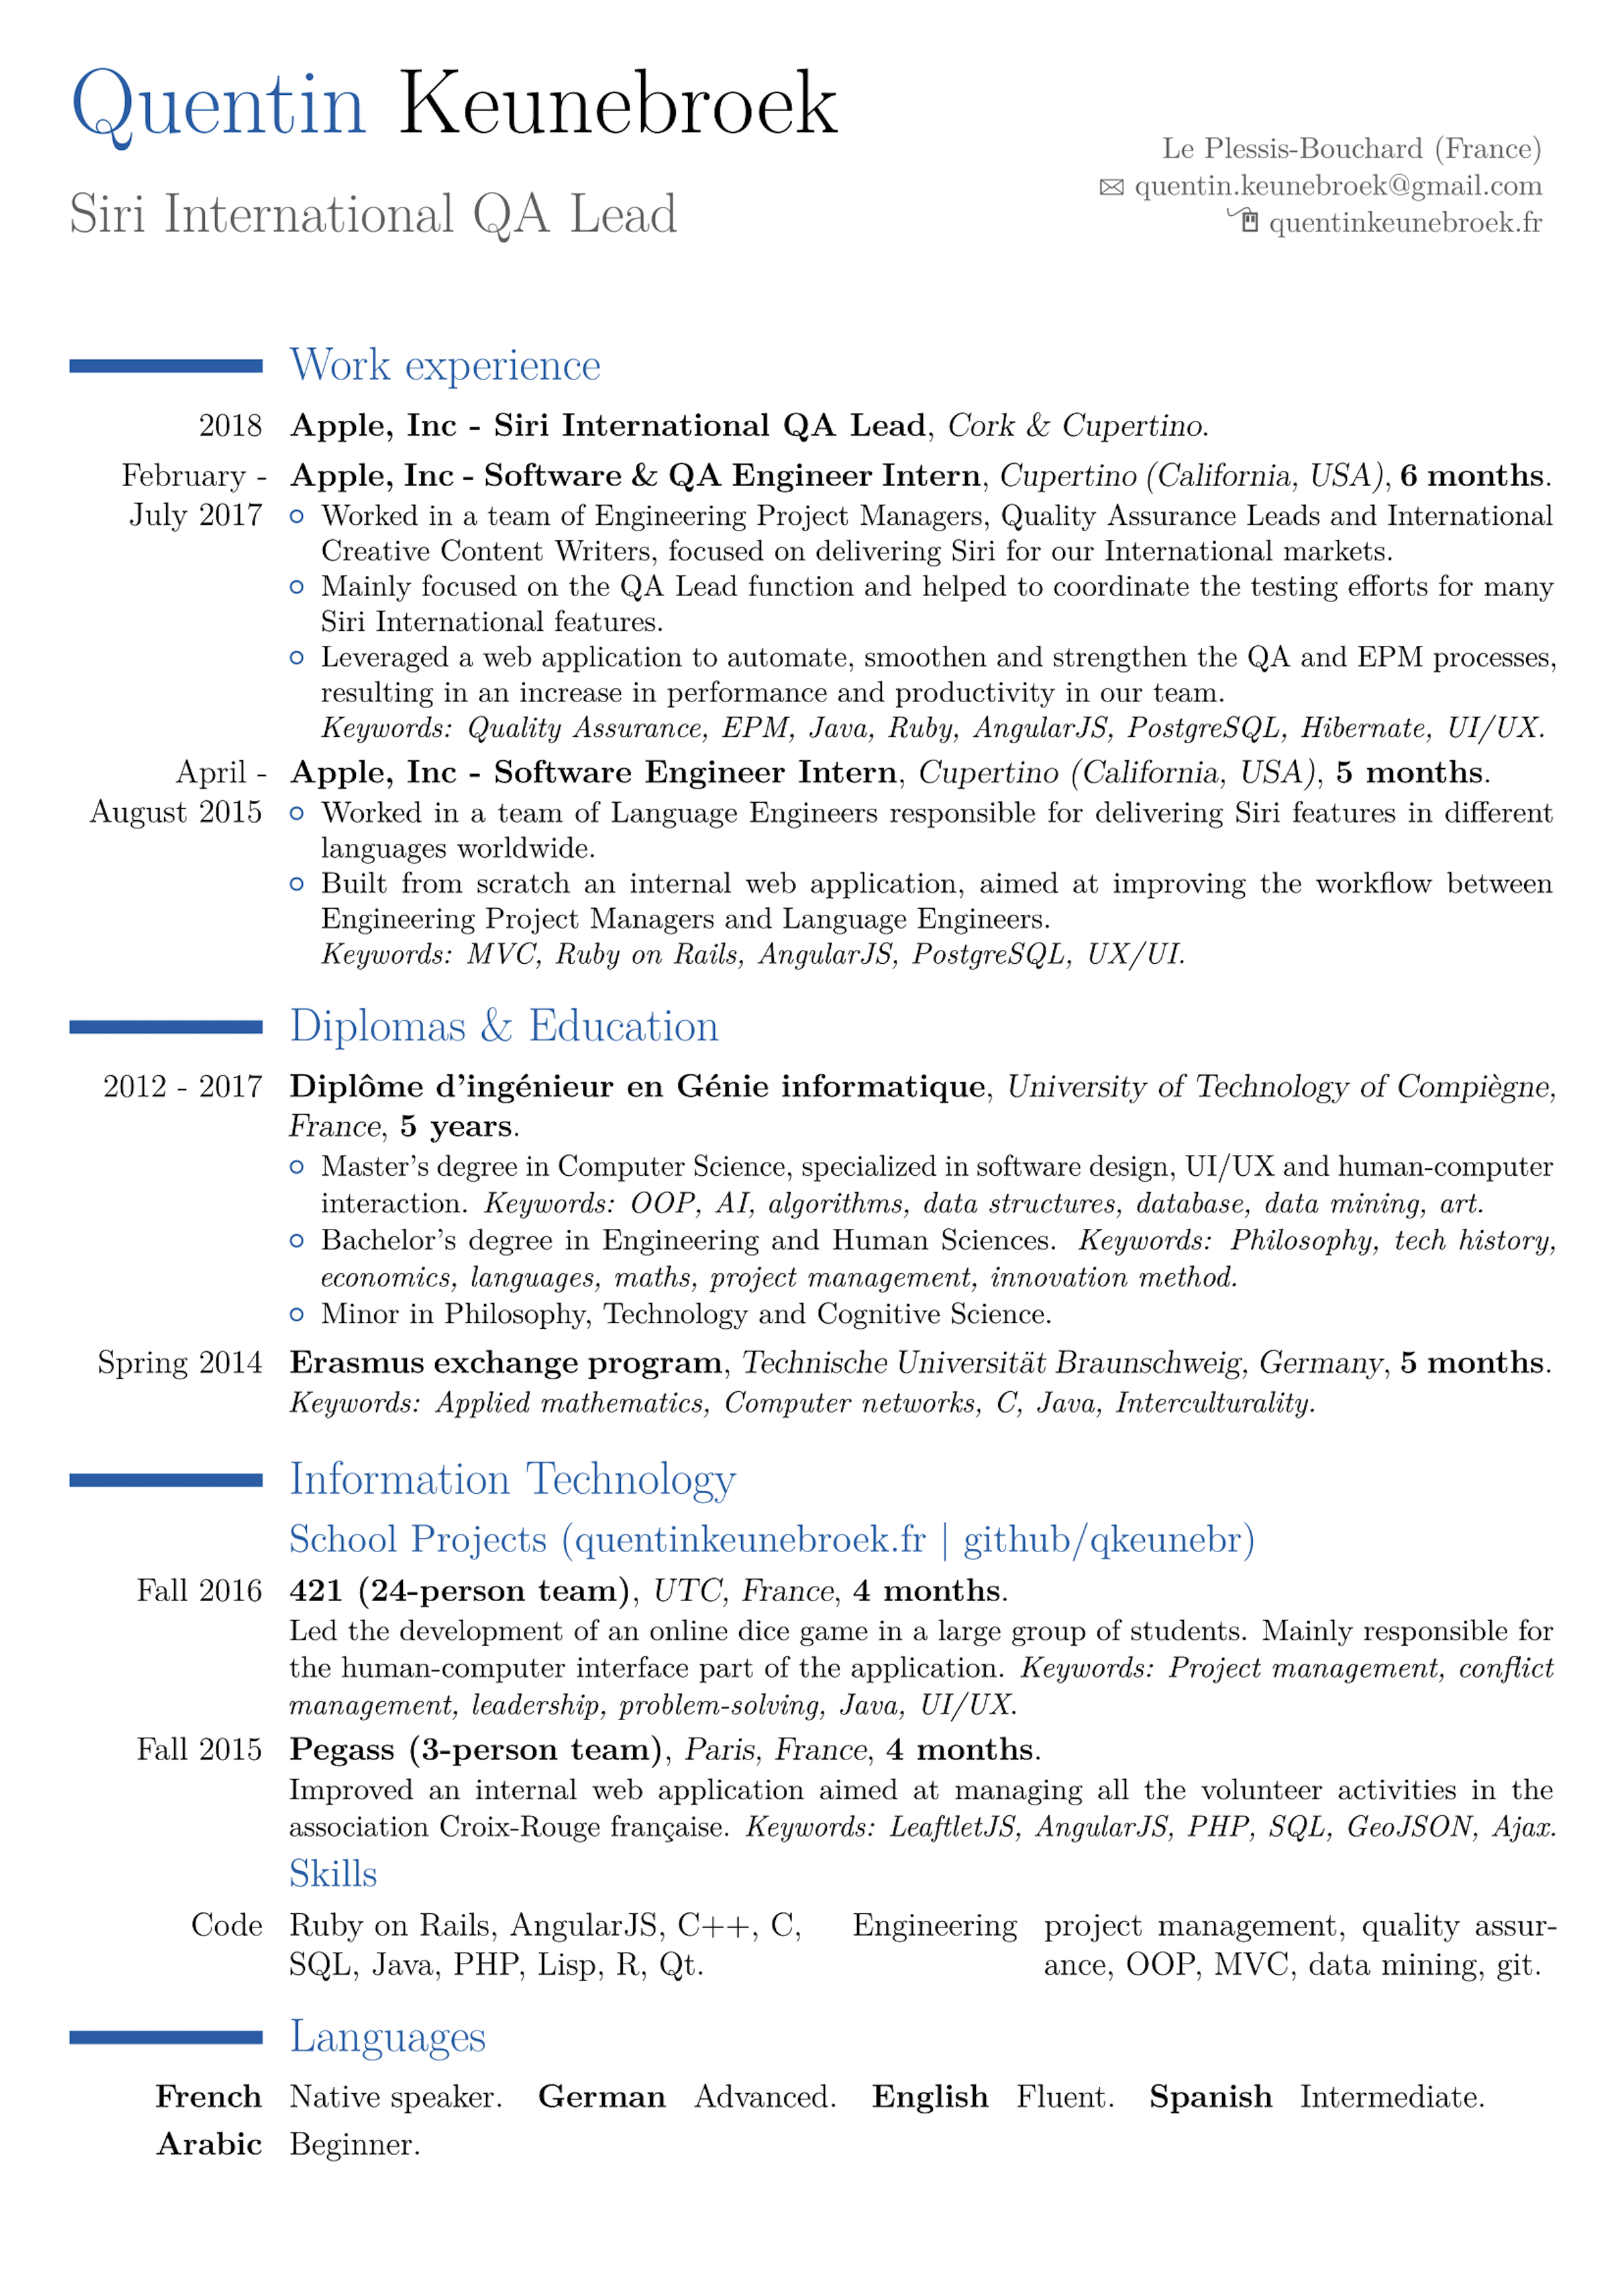 Quentin Keunebroek
Siri International QA Lead
Le Plessis-Bouchard (France)
quentin.keunebroek@gmail.com
quentinkeunebroek.fr
Work experience
2018 Apple, Inc - Siri International QA Lead, Cork & Cupertino.
February - Apple, Inc - Software & QA Engineer Intern, Cupertino (California, USA), 6 months.
July 2017 Worked in a team of Engineering Project Managers, Quality Assurance Leads and International
Creative Content Writers, focused on delivering Siri for our International markets.
Mainly focused on the QA Lead function and helped to coordinate the testing efforts for many
Siri International features.
Leveraged a web application to automate, smoothen and strengthen the QA and EPM processes,
resulting in an increase in performance and productivity in our team.
Keywords: Quality Assurance, EPM, Java, Ruby, AngularJS, PostgreSQL, Hibernate, UI/UX.
April - Apple, Inc - Software Engineer Intern, Cupertino (California, USA), 5 months.
August 2015 Worked in a team of Language Engineers responsible for delivering Siri features in different
languages worldwide.
Built from scratch an internal web application, aimed at improving the workflow between
Engineering Project Managers and Language Engineers.
Keywords: MVC, Ruby on Rails, AngularJS, PostgreSQL, UX/UI.
Diplomas & Education
2012 - 2017 Diplôme d'ingénieur en Génie informatique, University of Technology of Compiègne,
France, 5 years.
Master's degree in Computer Science, specialized in software design, UI/UX and human-computer
interaction. Keywords: OOP, AI, algorithms, data structures, database, data mining, art.
Bachelor's degree in Engineering and Human Sciences. Keywords: Philosophy, tech history,
economics, languages, maths, project management, innovation method.
Minor in Philosophy, Technology and Cognitive Science.
Spring 2014 Erasmus exchange program, Technische Universität Braunschweig, Germany, 5 months.
Keywords: Applied mathematics, Computer networks, C, Java, Interculturality.
Information Technology
School Projects (quentinkeunebroek.fr | github/qkeunebr)
Fall 2016 421 (24-person team), UTC, France, 4 months.
Led the development of an online dice game in a large group of students. Mainly responsible for
the human-computer interface part of the application. Keywords: Project management, conflict
management, leadership, problem-solving, Java, UI/UX.
Fall 2015 Pegass (3-person team), Paris, France, 4 months.
Improved an internal web application aimed at managing all the volunteer activities in the
association Croix-Rouge française. Keywords: LeaftletJS, AngularJS, PHP, SQL, GeoJSON, Ajax.
Skills
Code Ruby on Rails, AngularJS, C++, C, Engineering project management, quality assur-
SQL, Java, PHP, Lisp, R, Qt. ance, OOP, MVC, data mining, git.
Languages
French Native speaker. German Advanced. English Fluent. Spanish Intermediate.
Arabic Beginner.